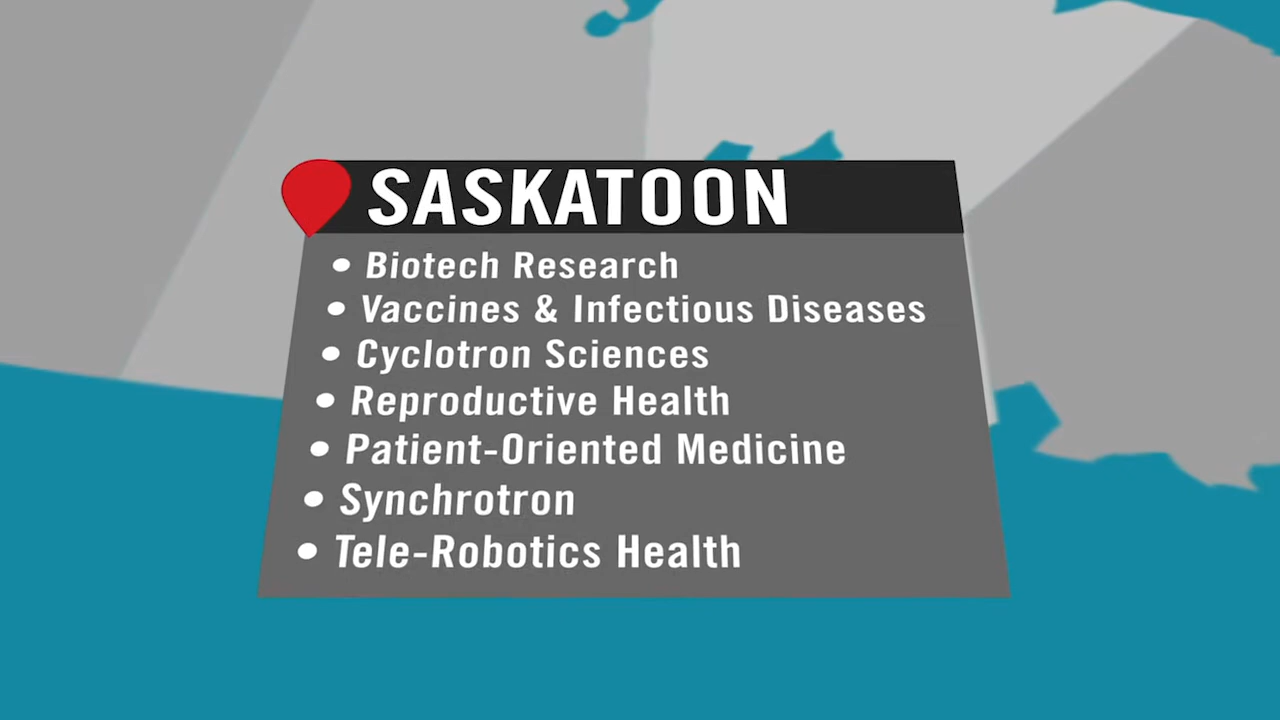 SASKATOON
• Biotech Research
• Vaccines & Infectious Diseases
• Cyclotron Sciences
• Reproductive Health
• Patient-Oriented Medicine
• Synchrotron
• Tele-Robotics Health